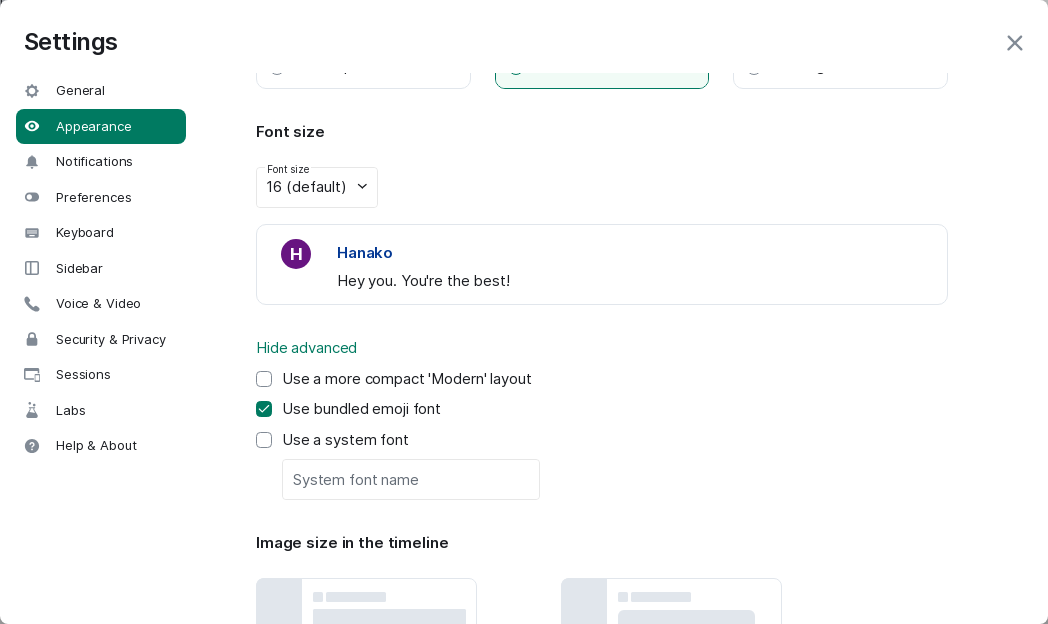 Settings
General
Appearance
Notifications
Preferences
Keyboard
Sidebar
Voice & Video
Security & Privacy
Sessions
Labs
Help & About
Font size
Font size
16 (default)
H
Hanako
Hey you. You're the best!
Hide advanced
Use a more compact 'Modern' layout
Use bundled emoji font
Use a system font
System font name
Image size in the timeline